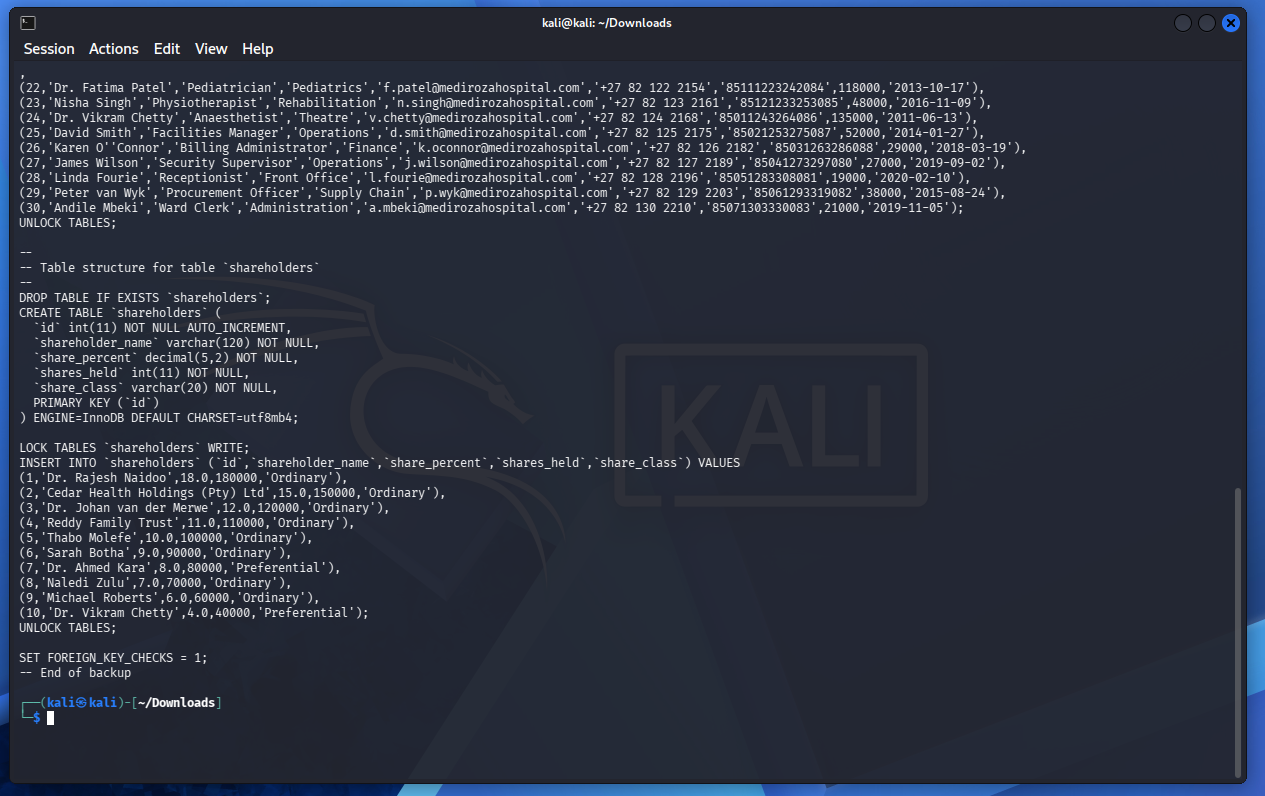 kali@kali: ~/Downloads
Session Actions Edit View Help
,
(22,'Dr. Fatima Patel','Pediatrician','Pediatrics','f.patel@medirozahospital.com','+27 82 122 2154','85111223242084',118000,'2013-10-17'),
(23,'Nisha Singh','Physiotherapist','Rehabilitation','n.singh@medirozahospital.com','+27 82 123 2161','85121233253085',48000,'2016-11-09'),
(24,'Dr. Vikram Chetty','Anaesthetist','Theatre','v.chetty@medirozahospital.com','+27 82 124 2168','85011243264086',135000,'2011-06-13'),
(25,'David Smith','Facilities Manager','Operations','d.smith@medirozahospital.com','+27 82 125 2175','85021253275087',52000,'2014-01-27'),
(26,'Karen O''Connor','Billing Administrator','Finance','k.oconnor@medirozahospital.com','+27 82 126 2182','85031263286088',29000,'2018-03-19'),
(27,'James Wilson','Security Supervisor','Operations','j.wilson@medirozahospital.com','+27 82 127 2189','85041273297080',27000,'2019-09-02'),
(28,'Linda Fourie','Receptionist','Front Office','l.fourie@medirozahospital.com','+27 82 128 2196','85051283308081',19000,'2020-02-10'),
(29,'Peter van Wyk','Procurement Officer','Supply Chain','p.wyk@medirozahospital.com','+27 82 129 2203','85061293319082',38000,'2015-08-24'),
(30,'Andile Mbeki','Ward Clerk','Administration','a.mbeki@medirozahospital.com','+27 82 130 2210','85071303330083',21000,'2019-11-05');
UNLOCK TABLES;
--
-- Table structure for table `shareholders`
--
DROP TABLE IF EXISTS `shareholders`;
CREATE TABLE `shareholders` (
`id` int(11) NOT NULL AUTO_INCREMENT,
`shareholder_name` varchar(120) NOT NULL,
`share_percent` decimal(5,2) NOT NULL,
`shares_held` int(11) NOT NULL,
`share_class` varchar(20) NOT NULL,
PRIMARY KEY (`id`)
) ENGINE=InnoDB DEFAULT CHARSET=utf8mb4;
LOCK TABLES `shareholders` WRITE;
INSERT INTO `shareholders` (`id`,`shareholder_name`,`share_percent`,`shares_held`,`share_class`) VALUES
(1,'Dr. Rajesh Naidoo',18.0,180000,'Ordinary'),
(2,'Cedar Health Holdings (Pty) Ltd',15.0,150000,'Ordinary'),
(3,'Dr. Johan van der Merwe',12.0,120000,'Ordinary'),
(4,'Reddy Family Trust',11.0,110000,'Ordinary'),
(5,'Thabo Molefe',10.0,100000,'Ordinary'),
(6,'Sarah Botha',9.0,90000,'Ordinary'),
(7,'Dr. Ahmed Kara',8.0,80000,'Preferential'),
(8,'Naledi Zulu',7.0,70000,'Ordinary'),
(9,'Michael Roberts',6.0,60000,'Ordinary'),
(10,'Dr. Vikram Chetty',4.0,40000,'Preferential');
UNLOCK TABLES;
SET FOREIGN_KEY_CHECKS = 1;
-- End of backup
┌──(kali㉿kali)-[~/Downloads]
└─$
KALI